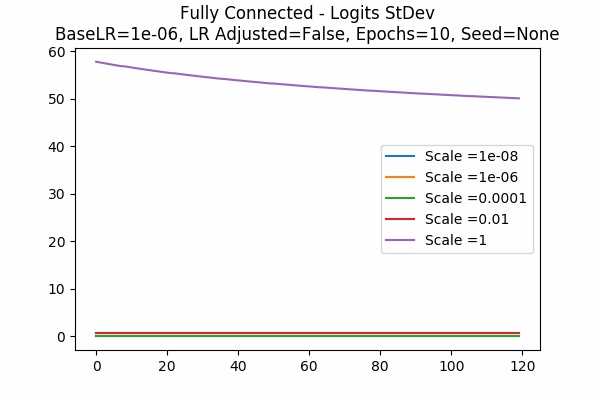 Fully Connected - Logits StDev
BaseLR=1e-06, LR Adjusted=False, Epochs=10, Seed=None
60
50
40
30
20
10
0
Scale =1e-08
Scale =1e-06
Scale =0.0001
Scale =0.01
Scale =1
0 20 40 60 80 100 120